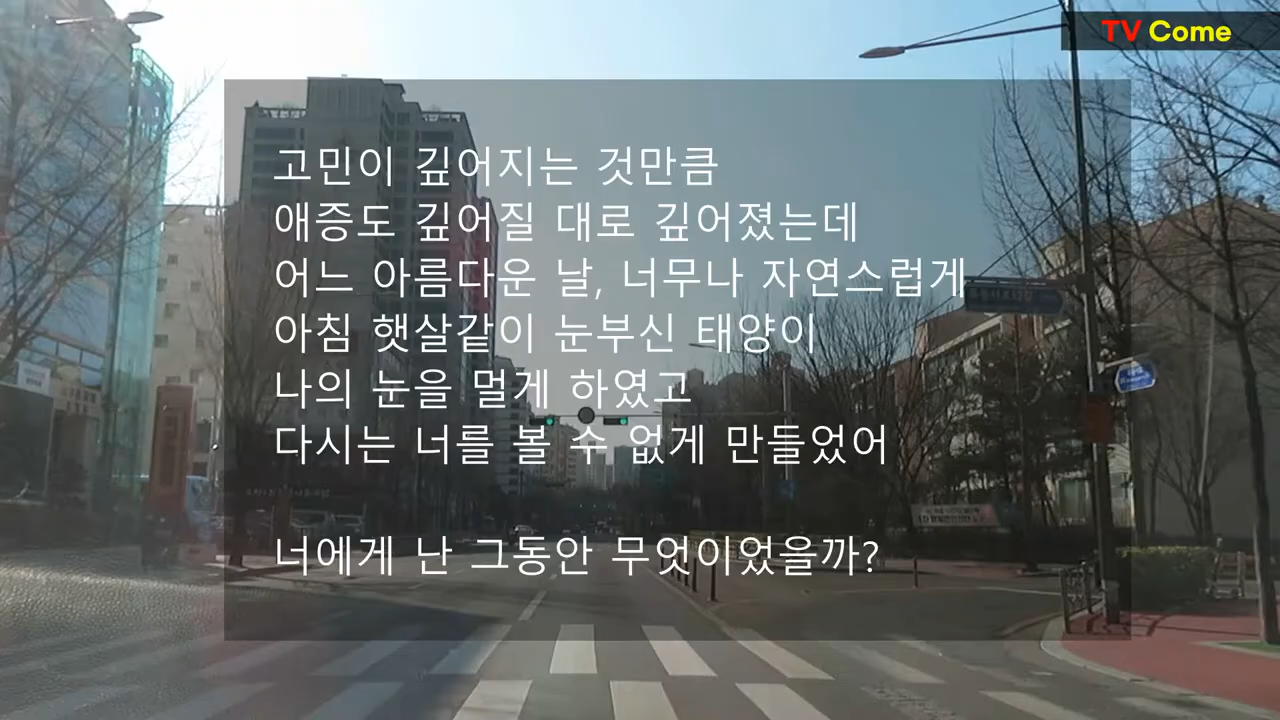 TV Come
고민이 깊어지는 것만큼
애증도 깊어질 대로 깊어졌는데
어느 아름다운 날, 너무나 자연스럽게
아침 햇살같이 눈부신 태양이
나의 눈을 멀게 하였고
다시는 너를 볼 수 없게 만들었어
너에게 난 그동안 무엇이었을까?